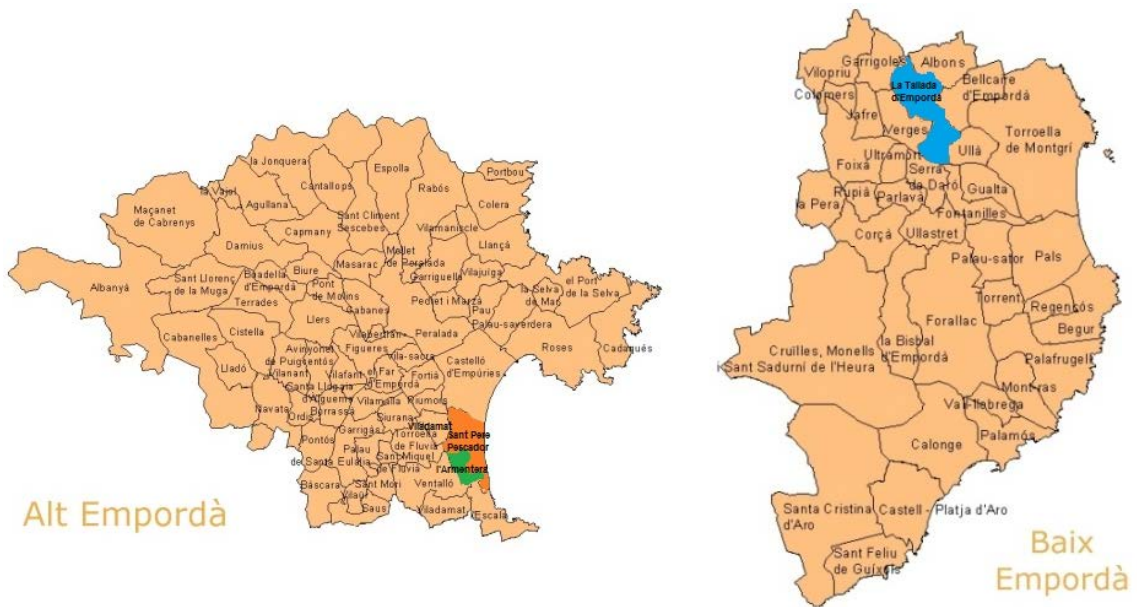 Portbou
Espolla
la Jonquera
Rabós
Cantallops
la Vajol
Colera
Agullana
Maçanet
de Cabrenys
Sant Climent
Sescebes
Vilamaniscle
Capmany
Darnius
Llançà
Mollet
de Peralada
Masarac
Biure
Garriguella
Vilajuïga
Sant Llorenç
de la Muga
Boadella
d'Empordà
el Port
de la Selva
la Selva
de Mar
Albanyà
Pont
de Molins
Pedret i Marzà
Terrades
Cabanes
Pau
Llers
Palau-saverdera
Cistella
Vilabertran
Peralada
Cabanelles
Avinyonet
de Puigventós
Figueres
Vila-sacra
Castelló
d'Empúries
Roses
Cadaqués
Lladó
Vilanant
Vilafant
el Far
d'Empordà
Fortià
Santa Llogaia
d'Alguema
Navata
Ordis
Borrassà
Vilamalla
Riumors
Siurana
Viladamat
Garrigàs
Torroella
de Fluvià
Sant Pere
Pescador
Pontós
Palau
de Santa Eulàlia
Sant Miquel
de Fluvià
l'Armentera
Bàscara
Sant Mori
Ventalló
Vilaür
Saus
Viladamat
Escala
Alt Empordà
Garrigoles
Albons
Vilopriu
La Tallada
d'Empordà
Bellcaire
d'Empordà
Colomers
Jafre
Verges
Torroella
de Montgrí
Ultramort
Ullà
Foixà
Serra
de Daró
Gualta
Rupià
Parlavà
la Pera
Fontanilles
Corçà
Ullastret
Palau-sator
Pals
Torrent
Regencós
Forallac
Begur
la Bisbal
d'Empordà
Cruïlles, Monells
i Sant Sadurní de l'Heura
Palafrugell
Mont-ras
Vall-llobrega
Calonge
Palamós
Santa Cristina
d'Aro
Castell - Platja d'Aro
Sant Feliu
de Guíxols
Baix
Empordà